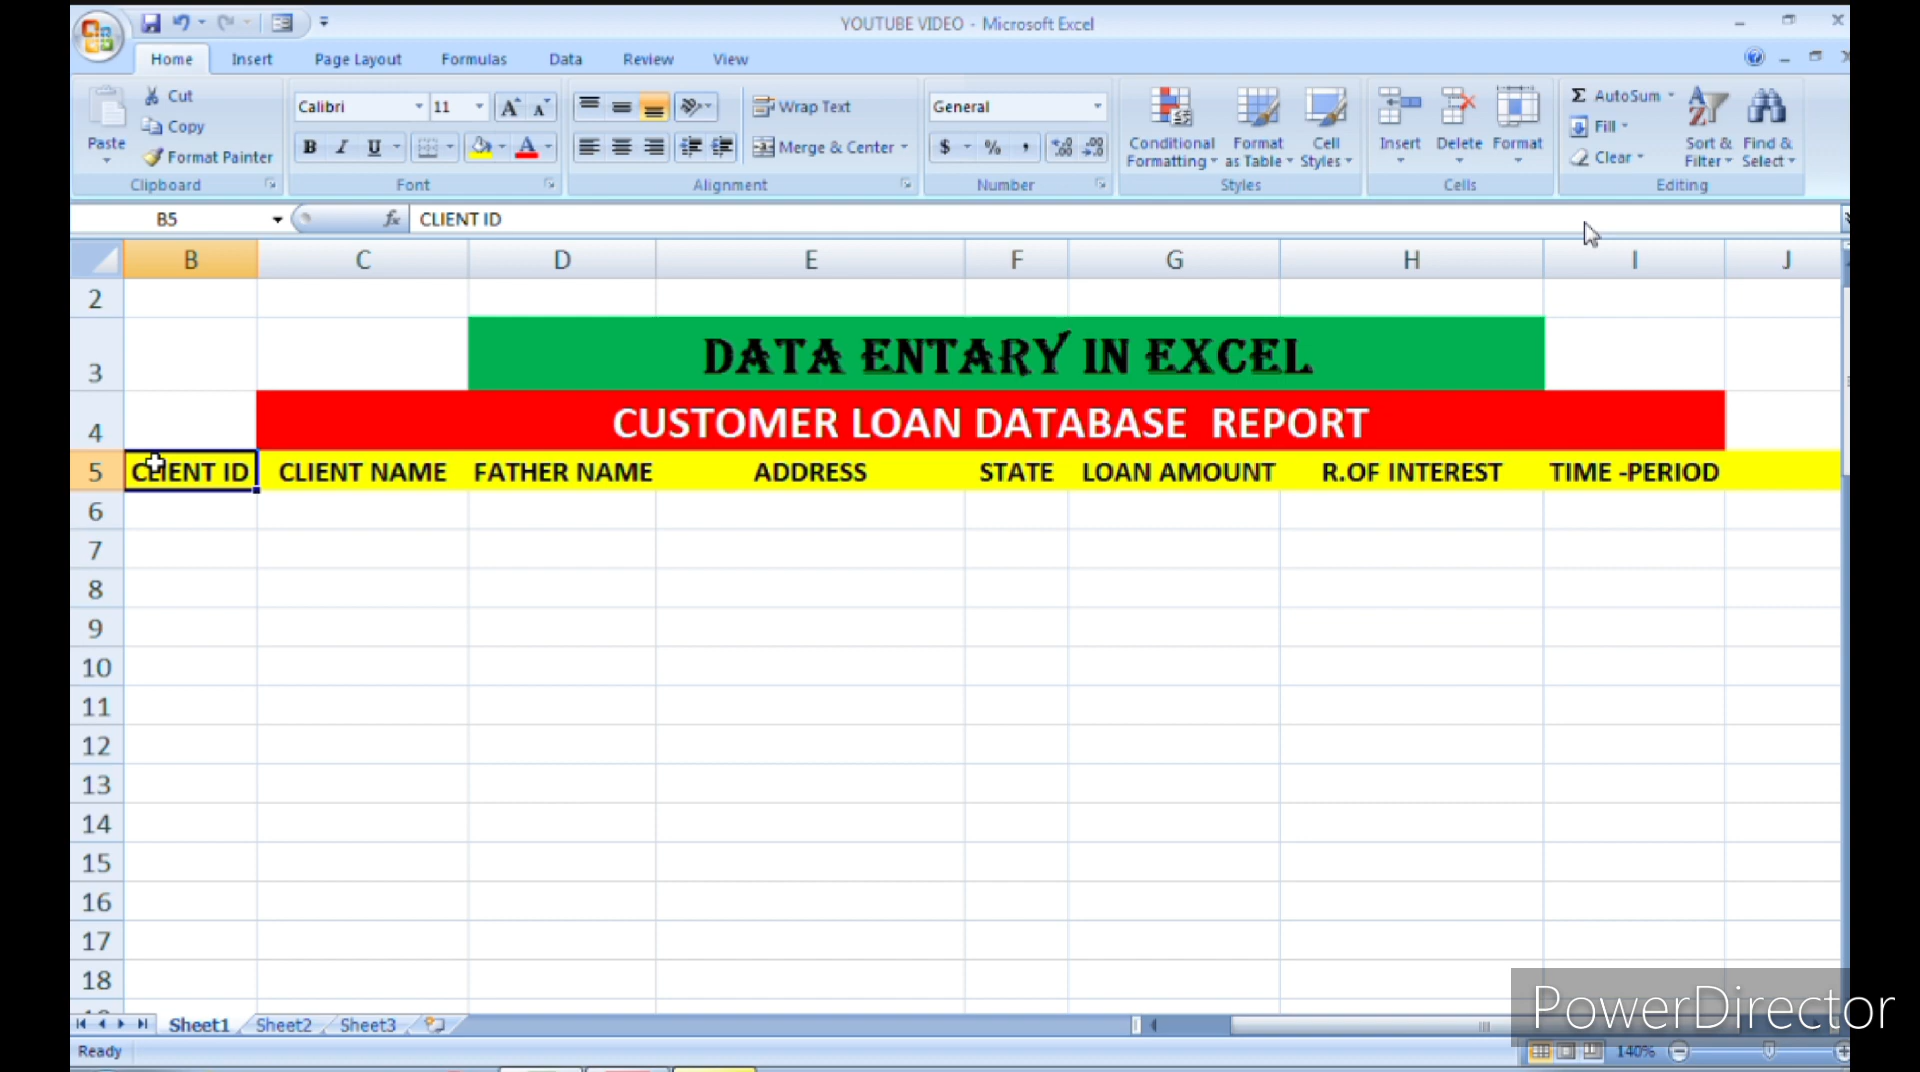 YOUTUBE VIDEO - Microsoft Excel
Home Insert Page Layout Formulas Data Review View
Paste
Cut
Copy
Format Painter
Clipboard
Calibri 11
B I U
Font
Wrap Text
Merge & Center
Alignment
General
$ % ,
Number
Conditional Formatting
Format as Table
Cell Styles
Styles
Insert Delete Format
Cells
Σ AutoSum
Fill
Clear
Sort & Filter
Find & Select
Editing
B5 fx CLIENT ID
B C D E F G H I J
2
3 DATA ENTARY IN EXCEL
4 CUSTOMER LOAN DATABASE REPORT
5 CLIENT ID CLIENT NAME FATHER NAME ADDRESS STATE LOAN AMOUNT R.OF INTEREST TIME -PERIOD
6
7
8
9
10
11
12
13
14
15
16
17
18
Sheet1 Sheet2 Sheet3
PowerDirector
Ready 140%